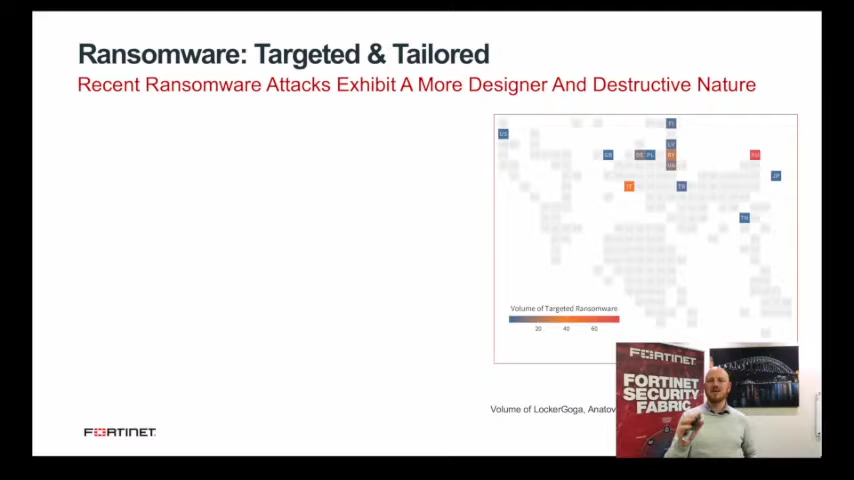 Ransomware: Targeted & Tailored
Recent Ransomware Attacks Exhibit A More Designer And Destructive Nature
FI
US
LV
GB DE PL BY RU
UA
JP
IT TR
Volume of Targeted Ransomware
20 40 60
Volume of LockerGoga, Anatov
FORTINET
FORTINET
FORTINET
SECURITY
FABRIC